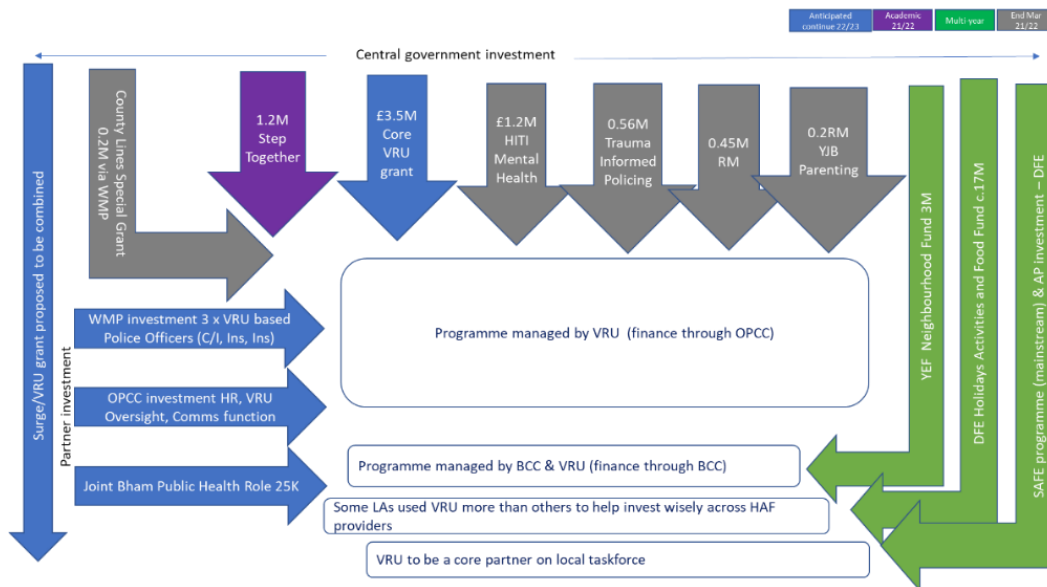 Anticipated
continue 22/23
Academic
21/22
Multi-year
End Mar
21/22
Central government investment
Surge/VRU grant proposed to be combined
Partner investment
County Lines Special Grant
0.2M via WMP
1.2M
Step
Together
£3.5M
Core
VRU
grant
£1.2M
HITI
Mental
Health
0.56M
Trauma
Informed
Policing
0.45M
RM
0.2RM
YJB
Parenting
YEF Neighbourhood Fund 3M
DFE Holidays Activities and Food Fund c.17M
SAFE programme (mainstream) & AP investment – DFE
WMP investment 3 x VRU based
Police Officers (C/I, Ins, Ins)
OPCC investment HR, VRU
Oversight, Comms function
Joint Bham Public Health Role 25K
Programme managed by VRU (finance through OPCC)
Programme managed by BCC & VRU (finance through BCC)
Some LAs used VRU more than others to help invest wisely across HAF
providers
VRU to be a core partner on local taskforce